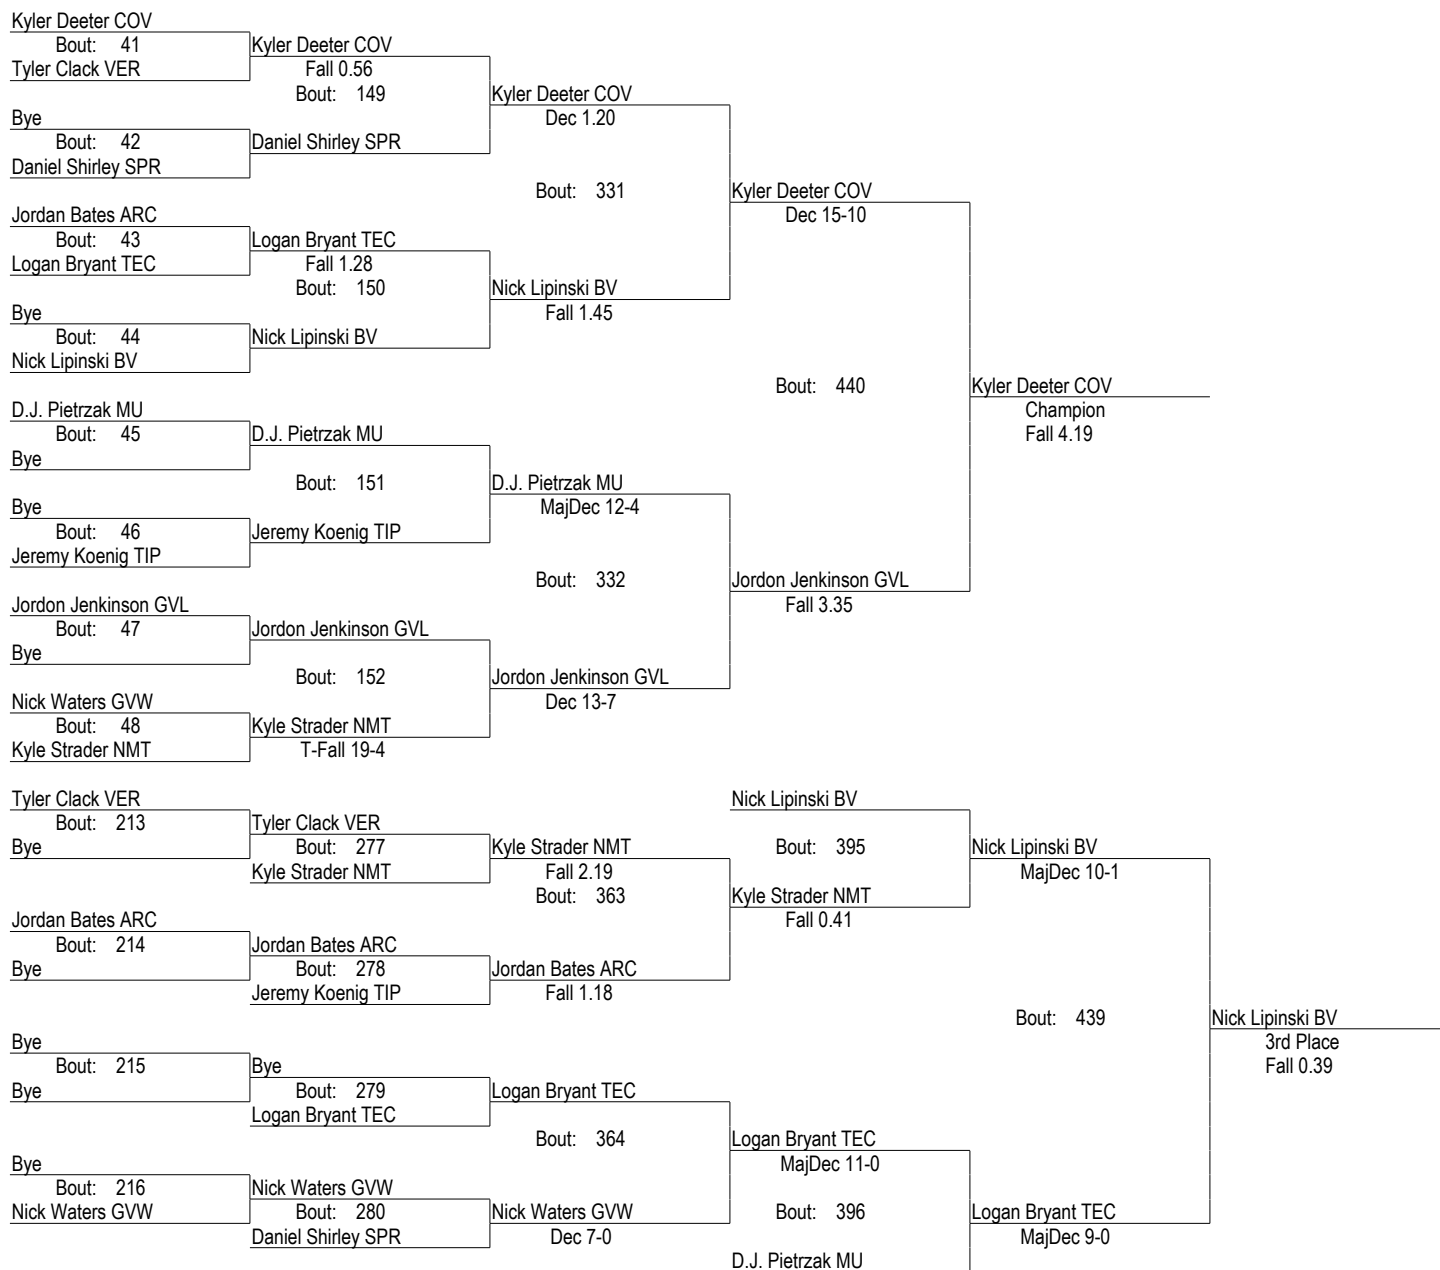 Kyler Deeter COV
Bout: 41
Tyler Clack VER
Bye
Bout: 42
Daniel Shirley SPR
Jordan Bates ARC
Bout: 43
Logan Bryant TEC
Bye
Bout: 44
Nick Lipinski BV
D.J. Pietrzak MU
Bout: 45
Bye
Bye
Bout: 46
Jeremy Koenig TIP
Jordon Jenkinson GVL
Bout: 47
Bye
Nick Waters GVW
Bout: 48
Kyle Strader NMT
Kyler Deeter COV
Fall 0.56
Bout: 149
Daniel Shirley SPR
Logan Bryant TEC
Fall 1.28
Bout: 150
Nick Lipinski BV
D.J. Pietrzak MU
Bout: 151
Jeremy Koenig TIP
Jordon Jenkinson GVL
Bout: 152
Kyle Strader NMT
T-Fall 19-4
Kyler Deeter COV
Dec 1.20
Bout: 331
Nick Lipinski BV
Fall 1.45
D.J. Pietrzak MU
MajDec 12-4
Bout: 332
Jordon Jenkinson GVL
Dec 13-7
Kyler Deeter COV
Dec 15-10
Bout: 440
Jordon Jenkinson GVL
Fall 3.35
Kyler Deeter COV
Champion
Fall 4.19
Tyler Clack VER
Bout: 213
Bye
Jordan Bates ARC
Bout: 214
Bye
Bye
Bout: 215
Bye
Bye
Bout: 216
Nick Waters GVW
Tyler Clack VER
Bout: 277
Kyle Strader NMT
Jordan Bates ARC
Bout: 278
Jeremy Koenig TIP
Bye
Bout: 279
Logan Bryant TEC
Nick Waters GVW
Bout: 280
Daniel Shirley SPR
Kyle Strader NMT
Fall 2.19
Bout: 363
Jordan Bates ARC
Fall 1.18
Logan Bryant TEC
Bout: 364
Nick Waters GVW
Dec 7-0
Nick Lipinski BV
Bout: 395
Kyle Strader NMT
Fall 0.41
Logan Bryant TEC
MajDec 11-0
Bout: 396
D.J. Pietrzak MU
Nick Lipinski BV
MajDec 10-1
Bout: 439
Logan Bryant TEC
MajDec 9-0
Nick Lipinski BV
3rd Place
Fall 0.39